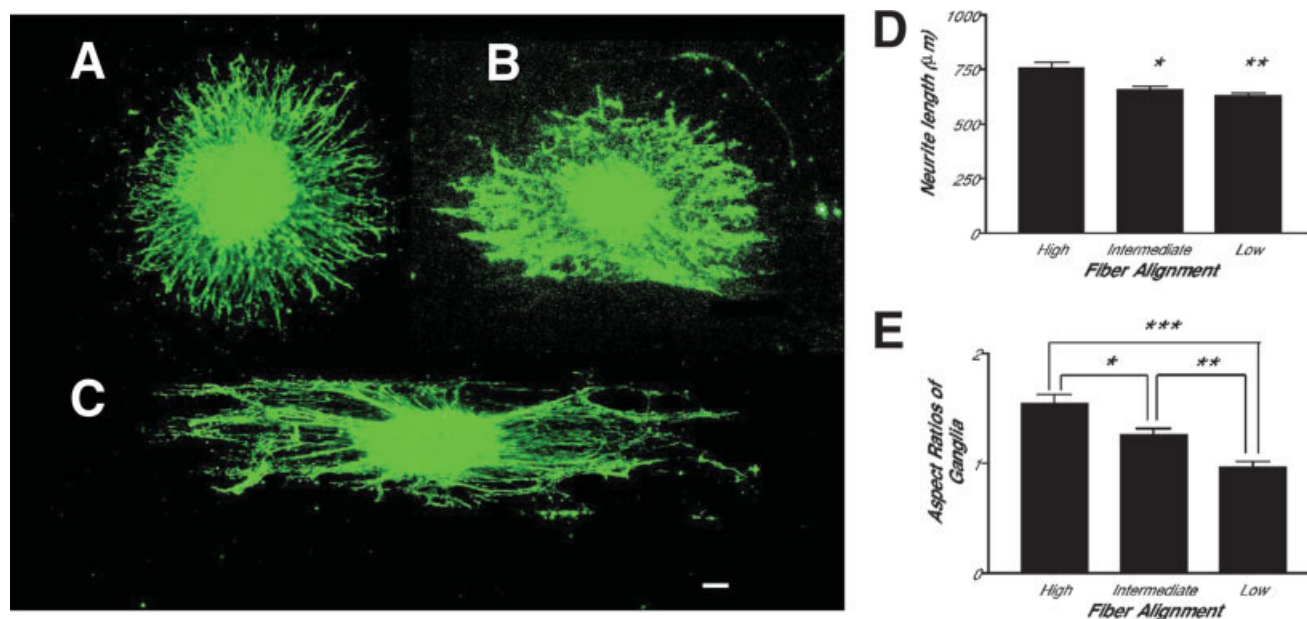 A
B
C
D
Neurite length (μm)
1000
750
500
250
0
*
**
High
Intermediate
Low
Fiber Alignment
E
Aspect Ratios of
Ganglia
2
1
0
***
*
**
High
Intermediate
Low
Fiber Alignment